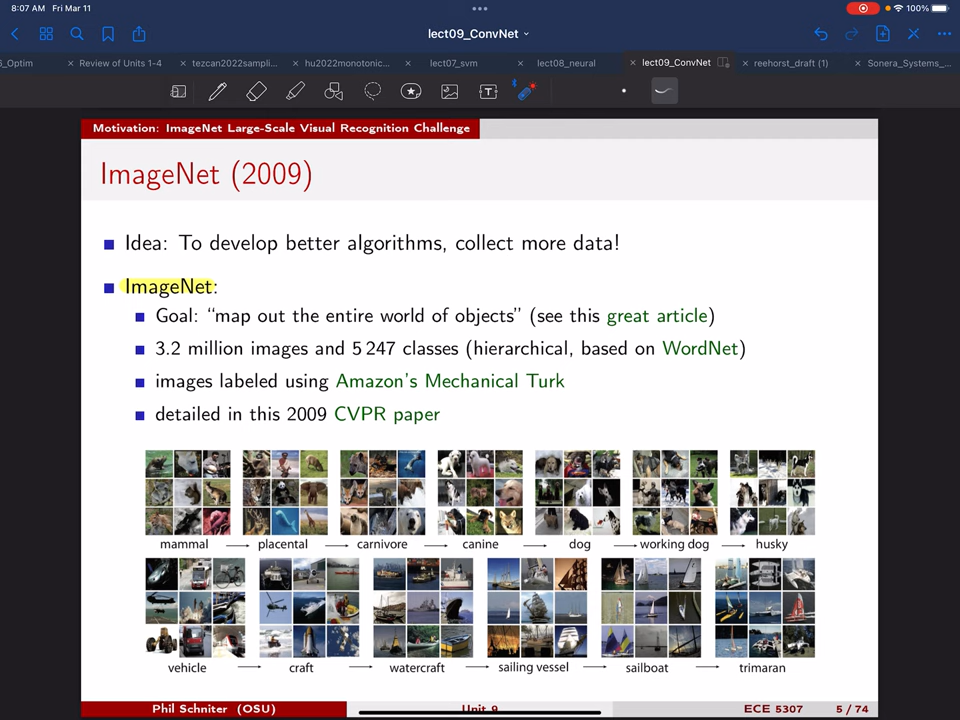 8:07 AM Fri Mar 11
100%
lect09_ConvNet
6_Optim
Review of Units 1-4
tezcan2022sampli...
hu2022monotonic...
lect07_svm
lect08_neural
lect09_ConvNet
reehorst_draft (1)
Sonera_Systems_...
Motivation: ImageNet Large-Scale Visual Recognition Challenge
ImageNet (2009)
Idea: To develop better algorithms, collect more data!
ImageNet:
Goal: “map out the entire world of objects” (see this great article)
3.2 million images and 5 247 classes (hierarchical, based on WordNet)
images labeled using Amazon's Mechanical Turk
detailed in this 2009 CVPR paper
mammal → placental → carnivore → canine → dog → working dog → husky
vehicle → craft → watercraft → sailing vessel → sailboat → trimaran
Phil Schniter (OSU) Unit 9 ECE 5307 5 / 74